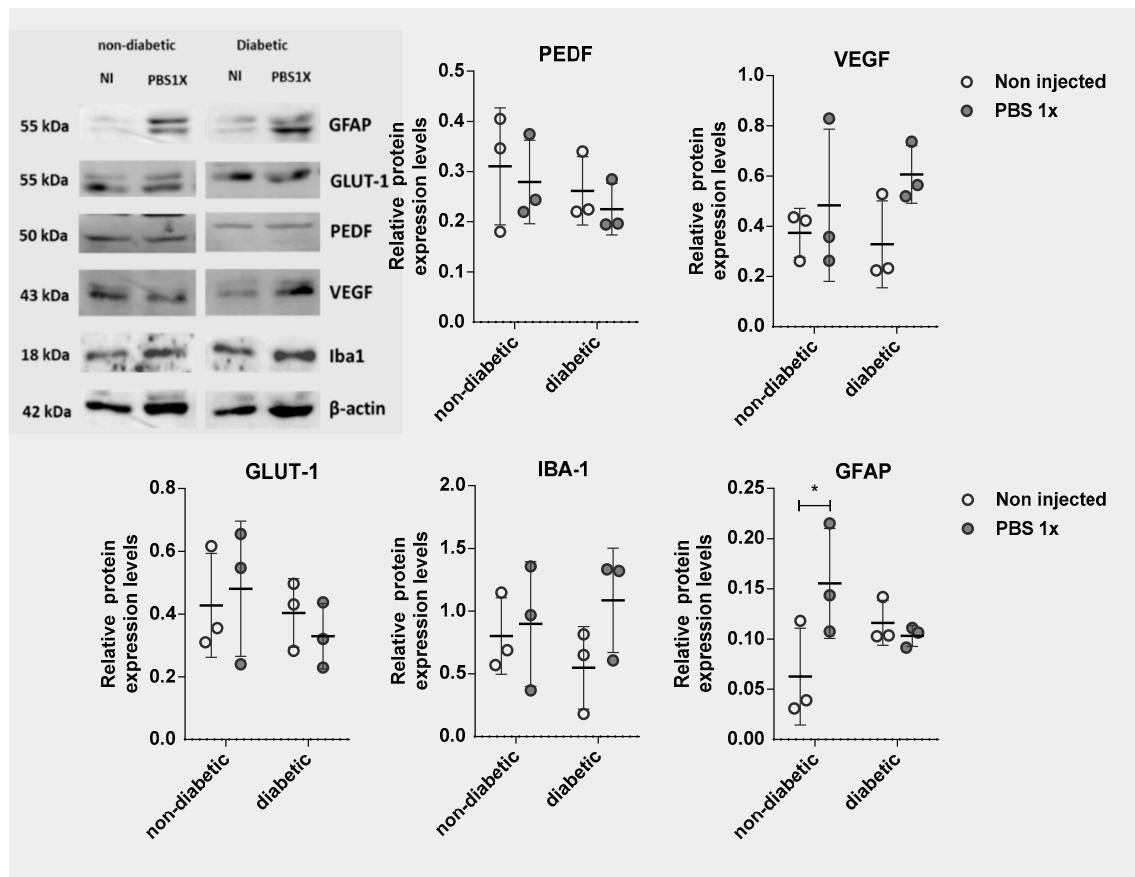 non-diabetic Diabetic
NI PBS1X NI PBS1X
55 kDa GFAP
55 kDa GLUT-1
50 kDa PEDF
43 kDa VEGF
18 kDa Iba1
42 kDa β-actin
PEDF
Relative protein
expression levels
0.5
0.4
0.3
0.2
0.1
0.0
non-diabetic
diabetic
VEGF
Relative protein
expression levels
1.0
0.8
0.6
0.4
0.2
0.0
non-diabetic
diabetic
Non injected
PBS 1x
GLUT-1
Relative protein
expression levels
0.8
0.6
0.4
0.2
0.0
non-diabetic
diabetic
IBA-1
Relative protein
expression levels
2.0
1.5
1.0
0.5
0.0
non-diabetic
diabetic
GFAP
Relative protein
expression levels
0.25
0.20
0.15
0.10
0.05
0.00
*
non-diabetic
diabetic
Non injected
PBS 1x